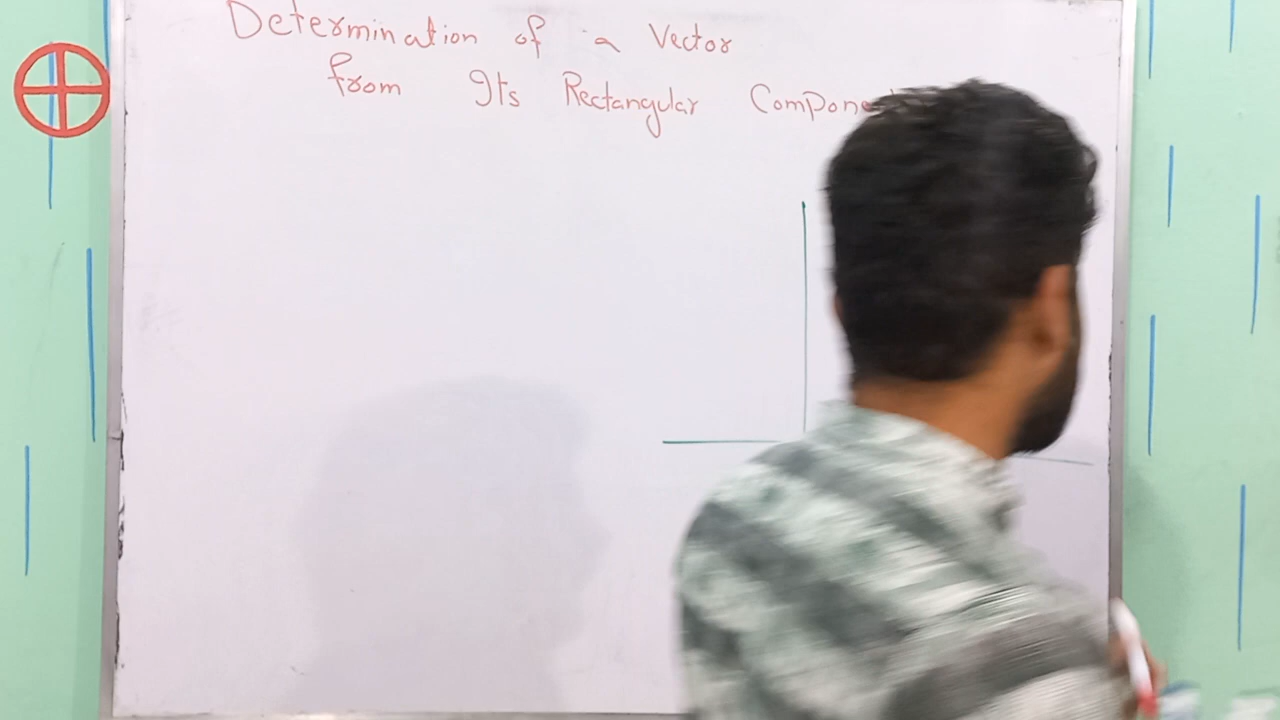 Determination of a Vector
from Its Rectangular